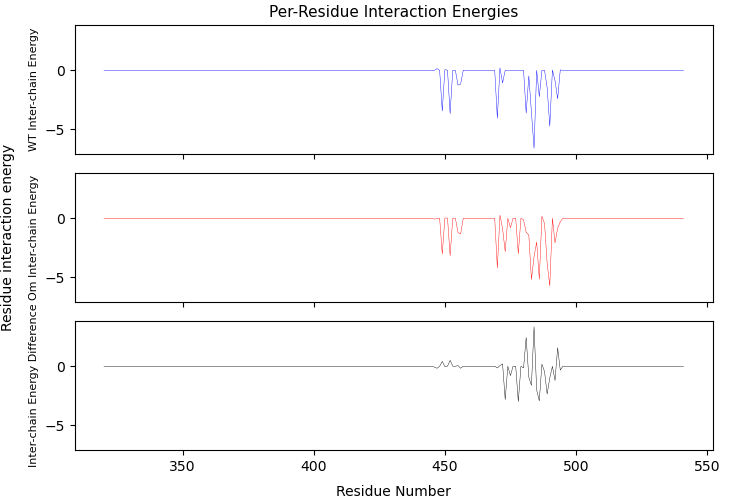 Per-Residue Interaction Energies
Residue interaction energy
WT Inter-chain Energy
0
−5
Om Inter-chain Energy
0
−5
Inter-chain Energy Difference
0
−5
350
400
450
500
550
Residue Number